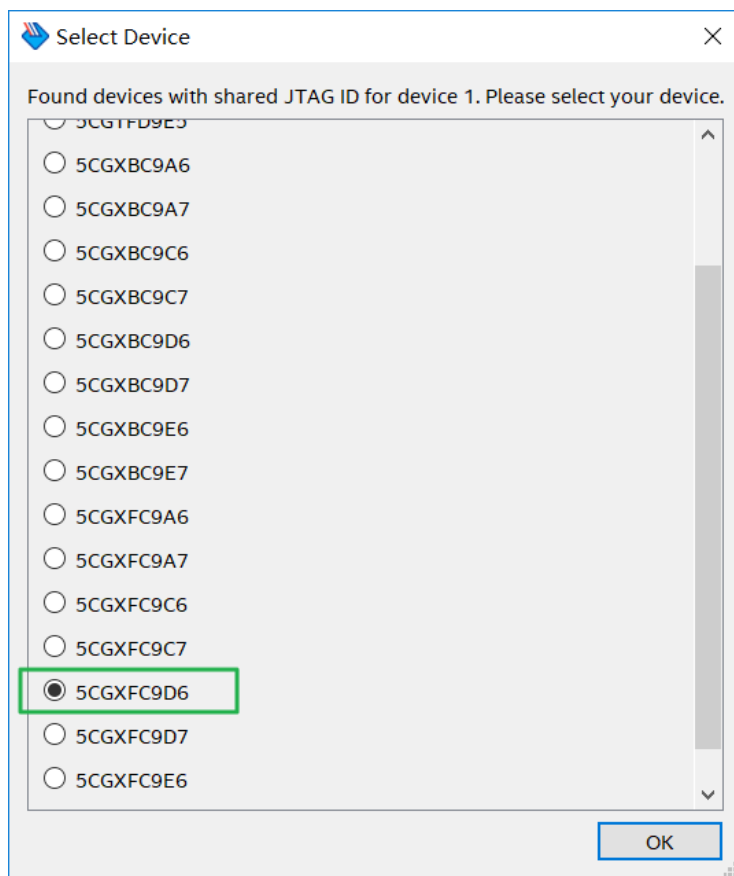 Select Device
Found devices with shared JTAG ID for device 1. Please select your device.
5CGTFD9E5
5CGXBC9A6
5CGXBC9A7
5CGXBC9C6
5CGXBC9C7
5CGXBC9D6
5CGXBC9D7
5CGXBC9E6
5CGXBC9E7
5CGXFC9A6
5CGXFC9A7
5CGXFC9C6
5CGXFC9C7
5CGXFC9D6
5CGXFC9D7
5CGXFC9E6
OK